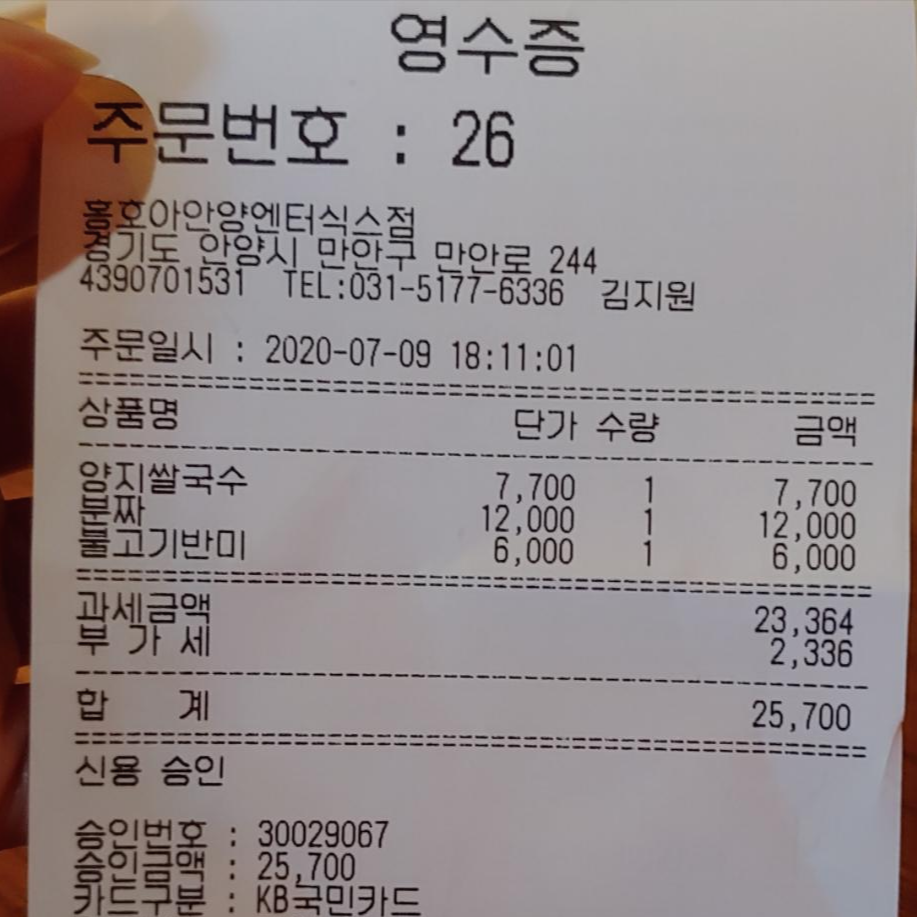 영수증
주문번호 : 26
홍호아안양엔터식스점
경기도 안양시 만안구 만안로 244
4390701531 TEL:031-5177-6336 김지원
주문일시 : 2020-07-09 18:11:01
상품명 단가 수량 금액
양지쌀국수 7,700 1 7,700
분짜 12,000 1 12,000
불고기반미 6,000 1 6,000
과세금액 23,364
부 가 세 2,336
합 계 25,700
신용 승인
승인번호 : 30029067
승인금액 : 25,700
카드구분 : KB국민카드